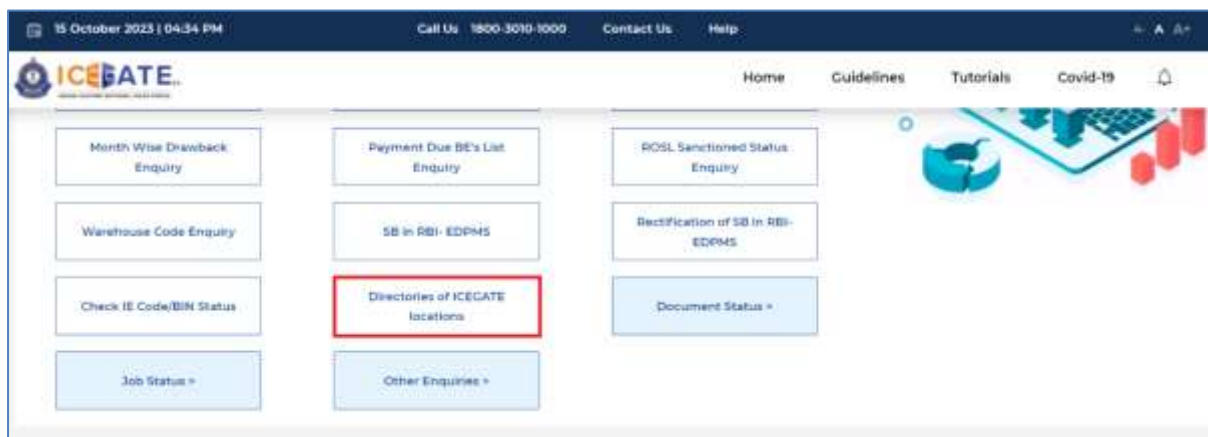 15 October 2023 | 04:34 PM
Call Us 1800-3010-1000
Contact Us
Help
A A+
ICEGATE
Home
Guidelines
Tutorials
Covid-19
Month Wise Drawback
Enquiry
Payment Due BE's List
Enquiry
ROSL Sanctioned Status
Enquiry
Warehouse Code Enquiry
SB in RBI- EDPMS
Rectification of SB in RBI-
EDPMS
Check IE Code/BIN Status
Directories of ICEGATE
locations
Document Status »
Job Status »
Other Enquiries »